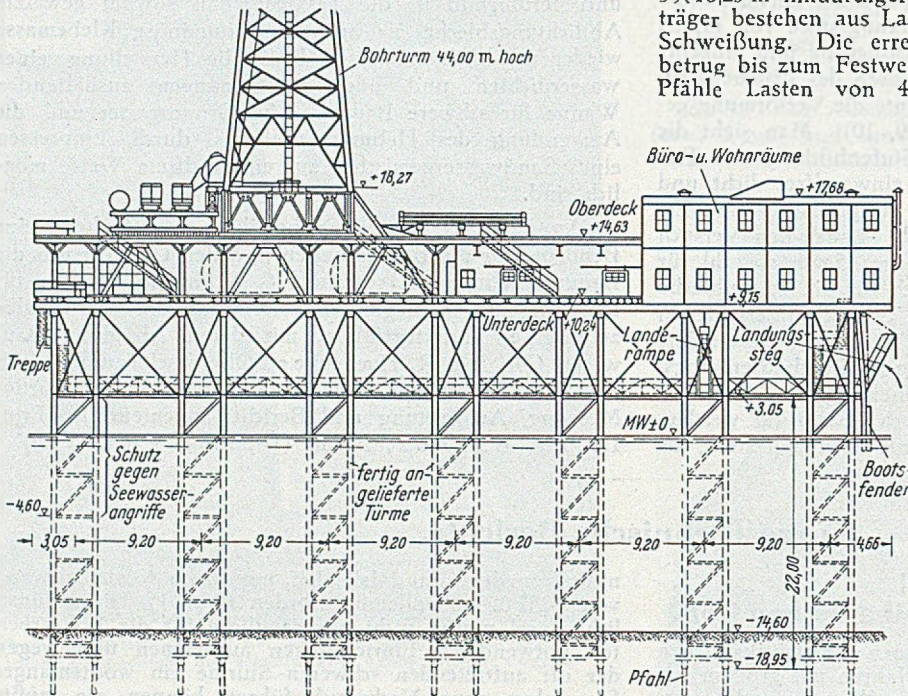 träger bestehen aus La
Schweißung. Die erre
betrug bis zum Festwe
Pfähle Lasten von 4
Bohrturm 44,00 m hoch
+18,27
Büro-u. Wohnräume
+17,68
Oberdeck
+14,63
+9,15
Unterdeck
+10,24
Lande-
rampe
Landungs-
steg
Treppe
+3.05
MW±0
Schutz
gegen
Seewasser-
angriffe
fertig an-
gelieferte
Türme
Boots-
fender
-4,60
3,05 9,20 9,20 9,20 9,20 9,20 9,20 4,66
22,00
-14,60
-18,95
Pfahl